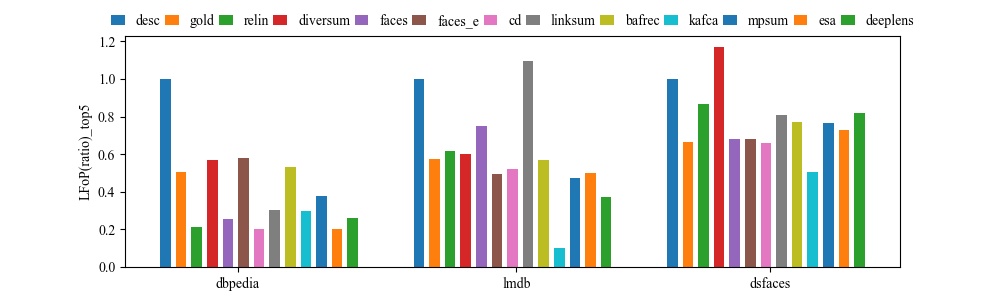 desc gold relin diversum faces faces_e cd linksum bafrec kafca mpsum esa deeplens
LFoP(ratio)_top5
1.2
1.0
0.8
0.6
0.4
0.2
0.0
dbpedia lmdb dsfaces